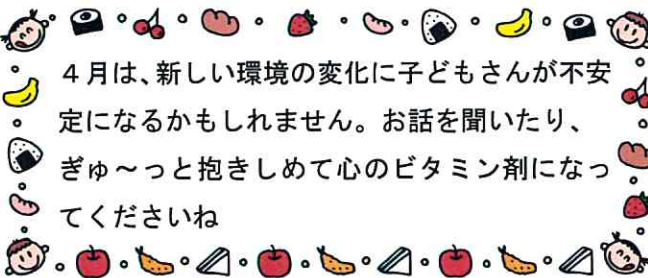 4月は、新しい環境の変化に子どもさんが不安
定になるかもしれません。お話を聞いたり、
ぎゅ～っと抱きしめて心のビタミン剤になっ
てくださいね